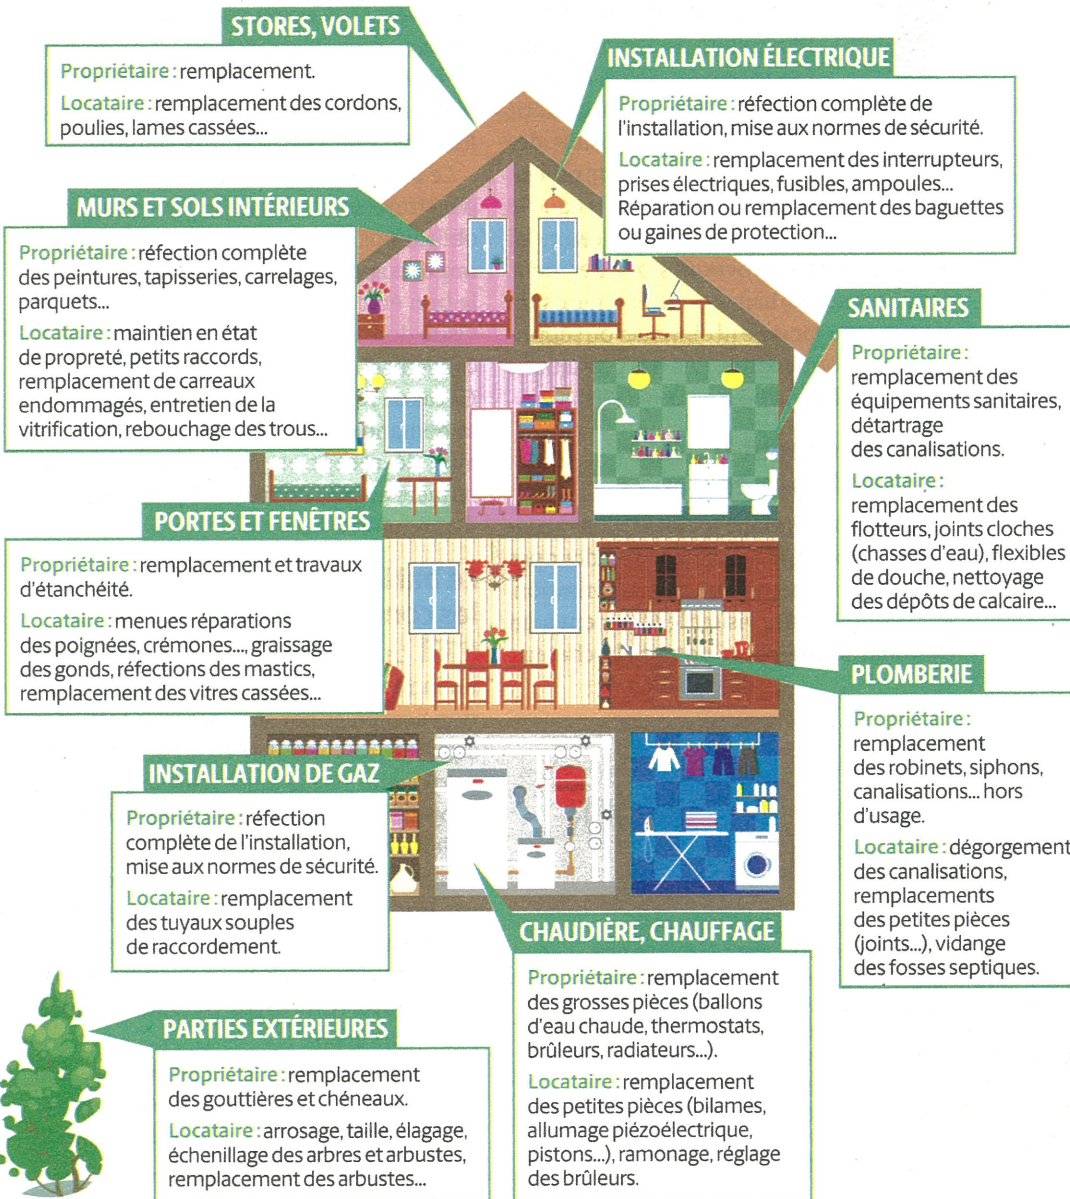 STORES, VOLETS
Propriétaire : remplacement.
Locataire : remplacement des cordons,
poulies, lames cassées...
INSTALLATION ÉLECTRIQUE
Propriétaire : réfection complète de
l'installation, mise aux normes de sécurité.
Locataire : remplacement des interrupteurs,
prises électriques, fusibles, ampoules...
Réparation ou remplacement des baguettes
ou gaines de protection...
MURS ET SOLS INTÉRIEURS
Propriétaire : réfection complète
des peintures, tapisseries, carrelages,
parquets...
Locataire : maintien en état
de propreté, petits raccords,
remplacement de carreaux
endommagés, entretien de la
vitrification, rebouchage des trous...
SANITAIRES
Propriétaire :
remplacement des
équipements sanitaires,
détartrage
des canalisations.
Locataire :
remplacement des
flotteurs, joints cloches
(chasses d'eau), flexibles
de douche, nettoyage
des dépôts de calcaire...
PORTES ET FENÊTRES
Propriétaire : remplacement et travaux
d'étanchéité.
Locataire : menues réparations
des poignées, crémones..., graissage
des gonds, réfections des mastics,
remplacement des vitres cassées...
PLOMBERIE
Propriétaire :
remplacement
des robinets, siphons,
canalisations... hors
d'usage.
Locataire : dégorgement
des canalisations,
remplacements
des petites pièces
(joints...), vidange
des fosses septiques.
INSTALLATION DE GAZ
Propriétaire : réfection
complète de l'installation,
mise aux normes de sécurité.
Locataire : remplacement
des tuyaux souples
de raccordement.
CHAUDIÈRE, CHAUFFAGE
Propriétaire : remplacement
des grosses pièces (ballons
d'eau chaude, thermostats,
brûleurs, radiateurs...).
Locataire : remplacement
des petites pièces (bilames,
allumage piézoélectrique,
pistons...), ramonage, réglage
des brûleurs.
PARTIES EXTÉRIEURES
Propriétaire : remplacement
des gouttières et chéneaux.
Locataire : arrosage, taille, élagage,
échenillage des arbres et arbustes,
remplacement des arbustes...